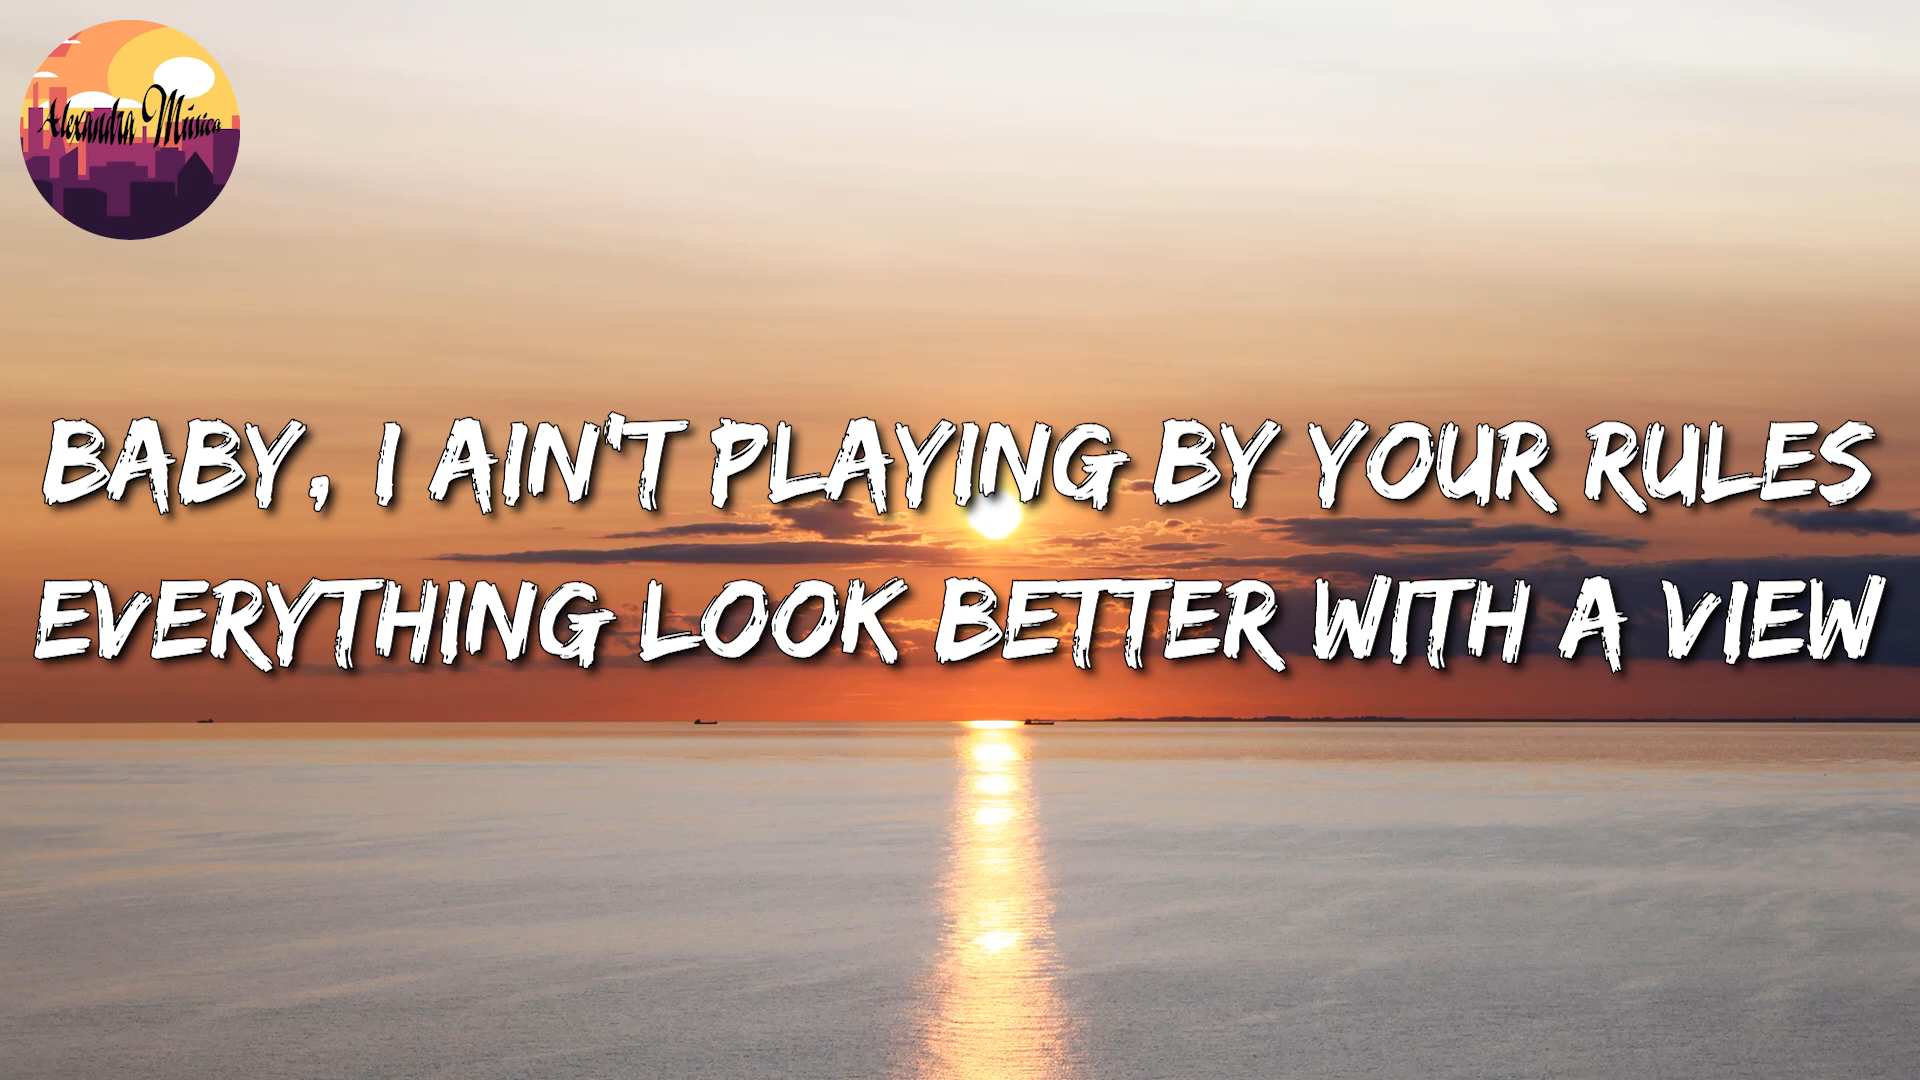 Alexandra Música
BABY, I AIN'T PLAYING BY YOUR RULES
EVERYTHING LOOK BETTER WITH A VIEW